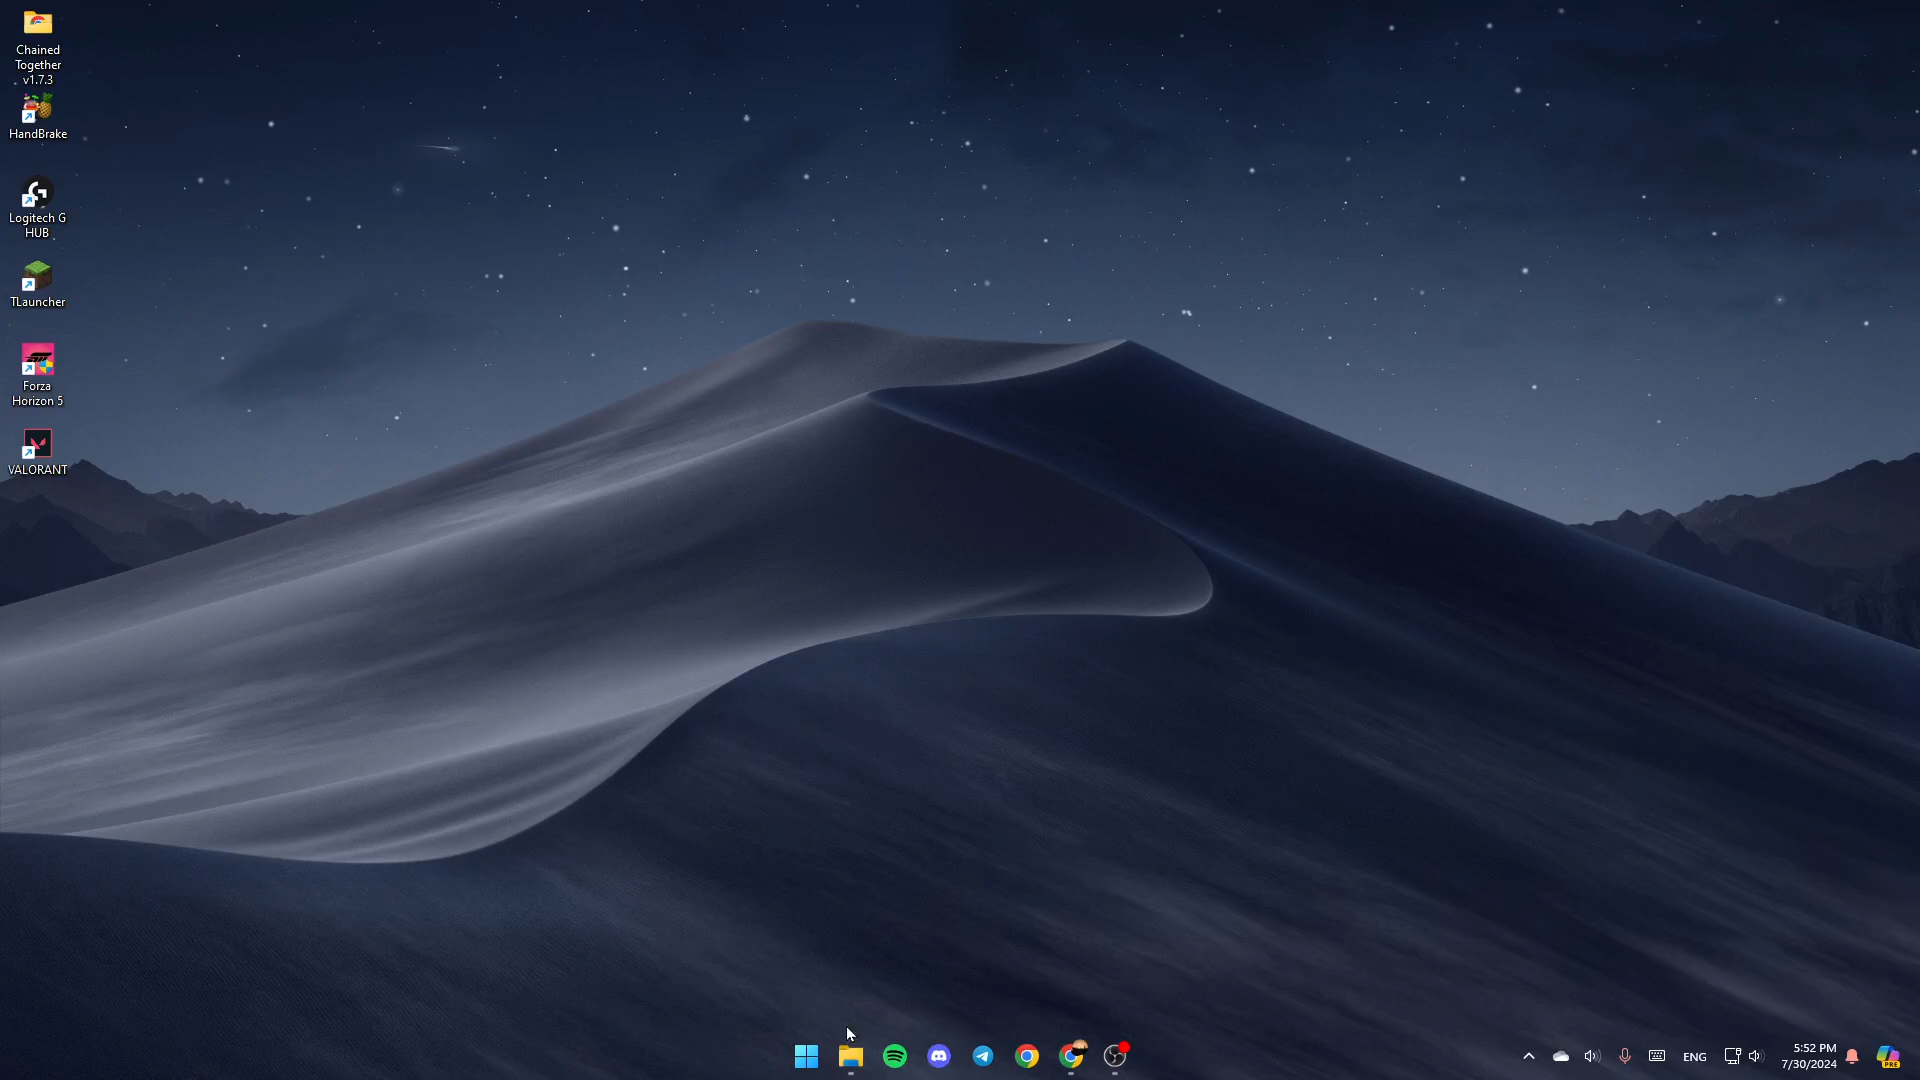 Chained
Together
v1.7.3
HandBrake
Logitech G
HUB
TLauncher
Forza
Horizon 5
VALORANT
ENG
5:52 PM
7/30/2024
PRE